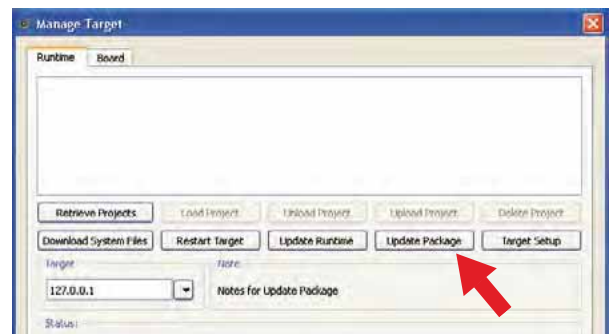 Manage Target
Runtime Board
Retrieve Projects Load Project Unload Project Upload Project Delete Project
Download System Files Restart Target Update Runtime Update Package Target Setup
Target Note
127.0.0.1 Notes for Update Package
Status: